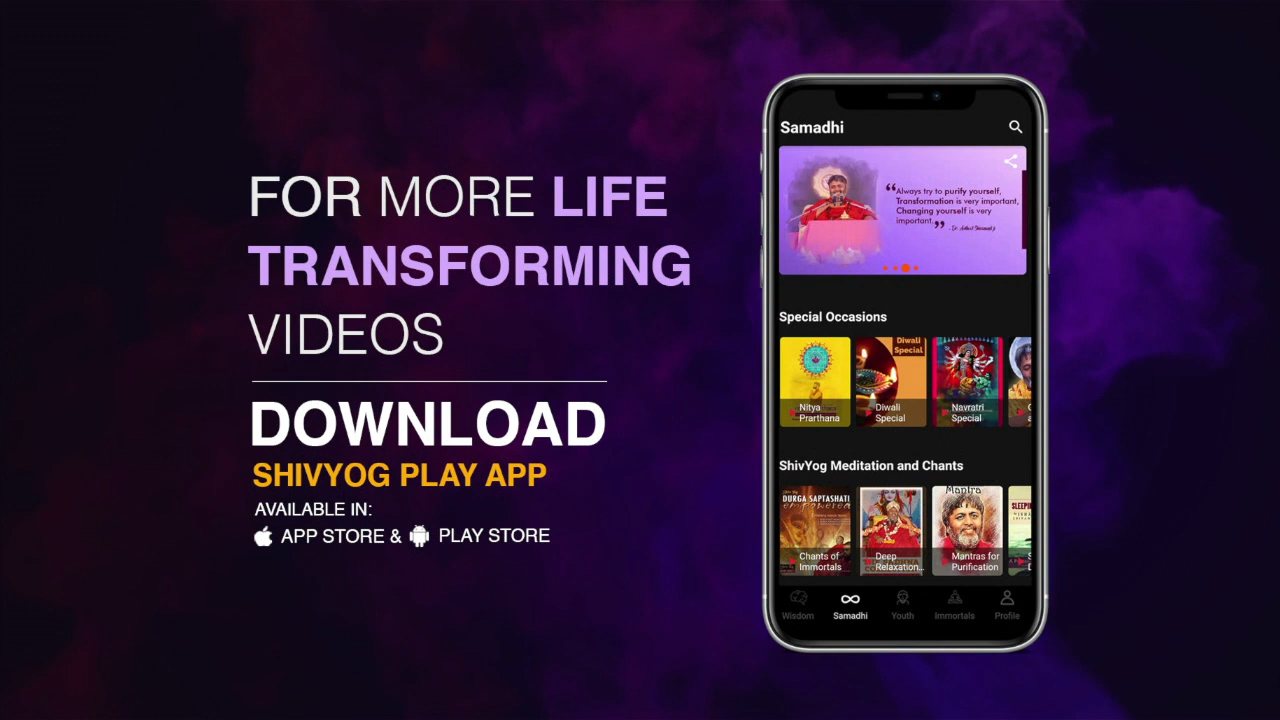 FOR MORE LIFE
TRANSFORMING
VIDEOS
DOWNLOAD
SHIVYOG PLAY APP
AVAILABLE IN:
APP STORE & PLAY STORE
Samadhi
“Always try to purify yourself,
Transformation is very important,
Changing yourself is very
important.”
Special Occasions
Nitya
Prarthana
Diwali
Special
Diwali
Special
Navratri
Special
ShivYog Meditation and Chants
DURGA SAPTASHATI
empowered
Chants of
Immortals
Deep
Relaxation...
Mantra
Mantras for
Purification
Wisdom Samadhi Youth Immortals Profile